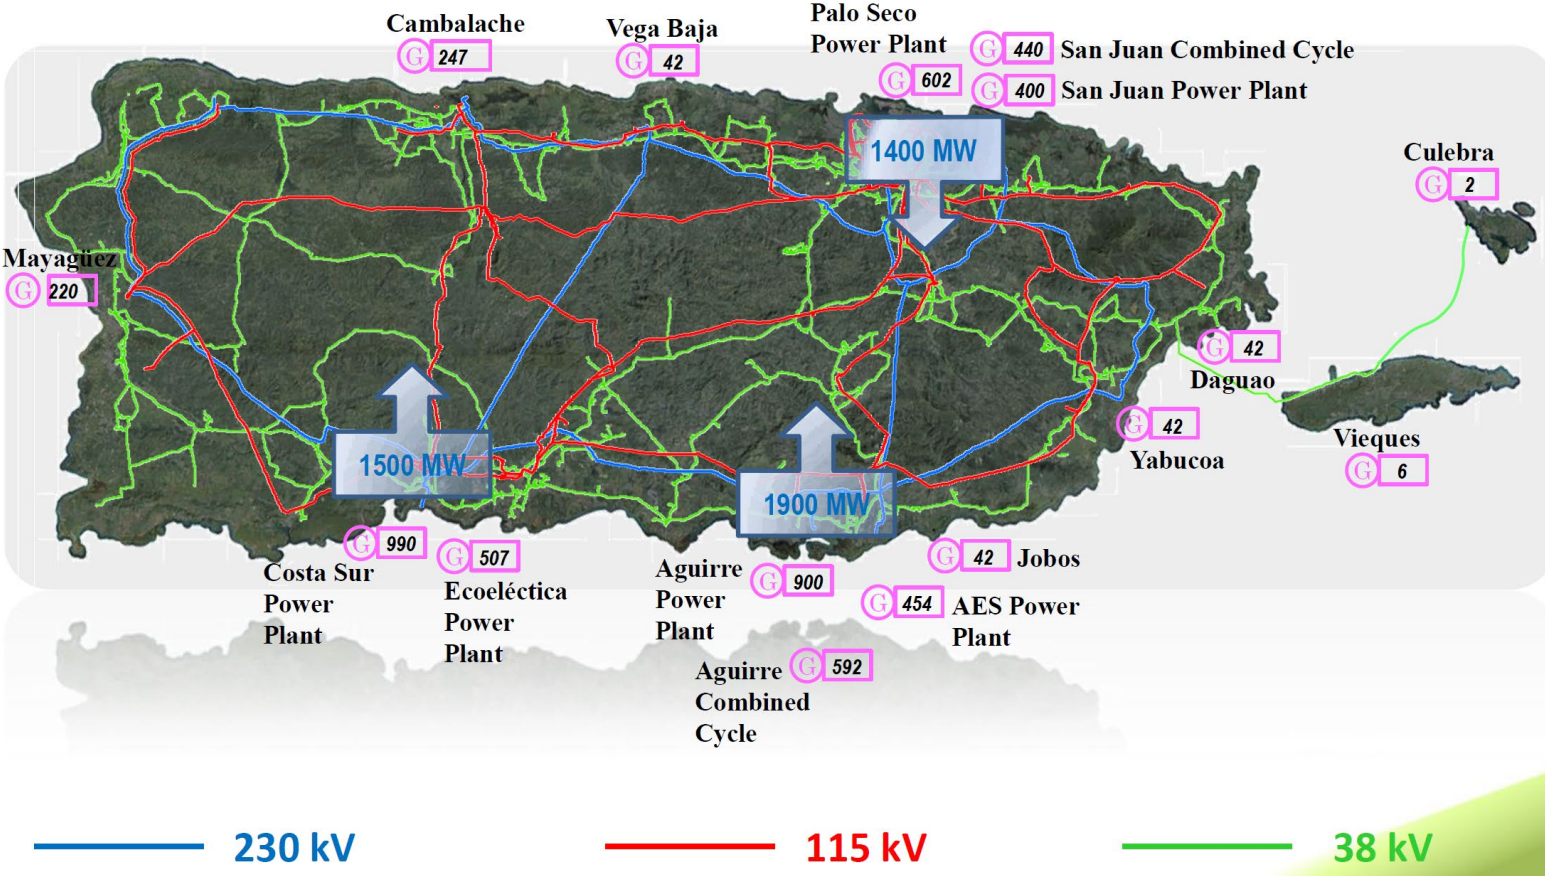 Cambalache
G 247
Vega Baja
G 42
Palo Seco
Power Plant
G 602
G 440 San Juan Combined Cycle
G 400 San Juan Power Plant
1400 MW
Culebra
G 2
Mayagüez
G 220
G 42
Daguao
1500 MW
1900 MW
G 42
Yabucoa
Vieques
G 6
G 990
Costa Sur
Power
Plant
G 507
Ecoeléctica
Power
Plant
Aguirre
Power
Plant
G 900
G 42 Jobos
G 454 AES Power
Plant
Aguirre
Combined
Cycle
G 592
230 kV
115 kV
38 kV